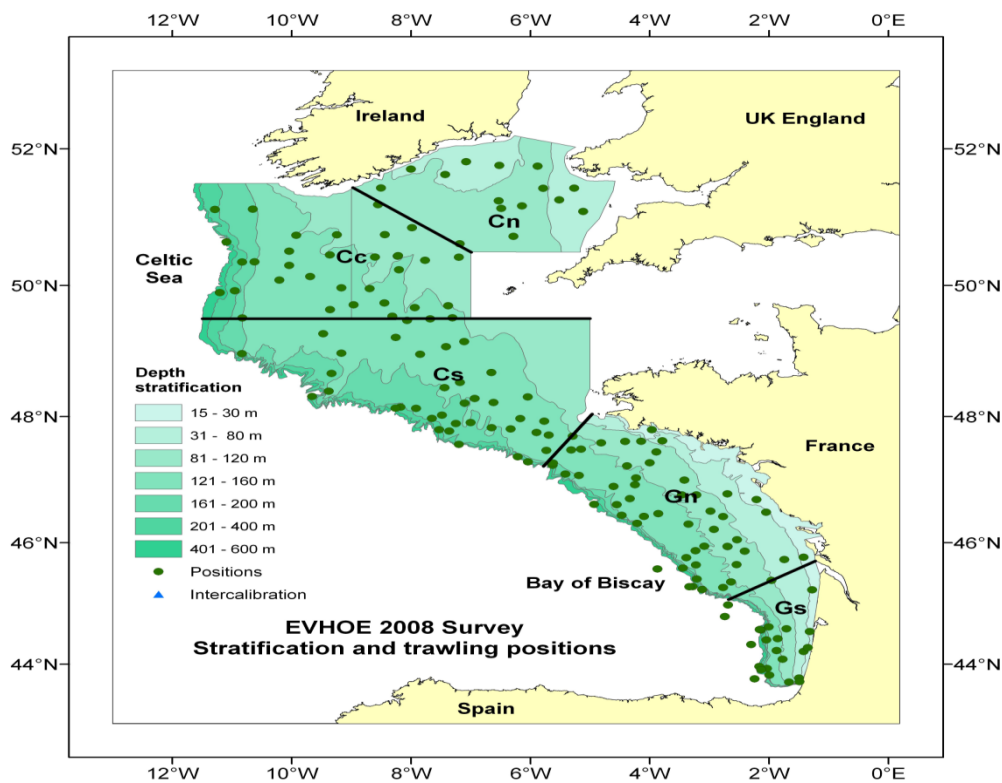 12°W 10°W 8°W 6°W 4°W 2°W 0°E
Ireland
UK England
52°N 52°N
Cn
Celtic
Sea
Cc
50°N 50°N
Cs
Depth
stratification
15 - 30 m
31 - 80 m
81 - 120 m
121 - 160 m
161 - 200 m
201 - 400 m
401 - 600 m
Positions
Intercalibration
48°N 48°N
France
Gn
46°N 46°N
Bay of Biscay
Gs
EVHOE 2008 Survey
Stratification and trawling positions
44°N 44°N
Spain
12°W 10°W 8°W 6°W 4°W 2°W 0°E